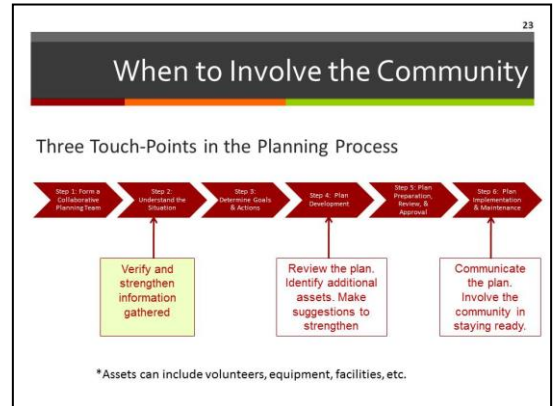 23
When to Involve the Community
Three Touch-Points in the Planning Process
Step 1: Form a
Collaborative
Planning Team
Step 2:
Understand the
Situation
Step 3:
Determine Goals
& Actions
Step 4: Plan
Development
Step 5: Plan
Preparation,
Review, &
Approval
Step 6: Plan
Implementation
& Maintenance
Verify and
strengthen
information
gathered
Review the plan.
Identify additional
assets. Make
suggestions to
strengthen
Communicate
the plan.
Involve the
community in
staying ready.
*Assets can include volunteers, equipment, facilities, etc.